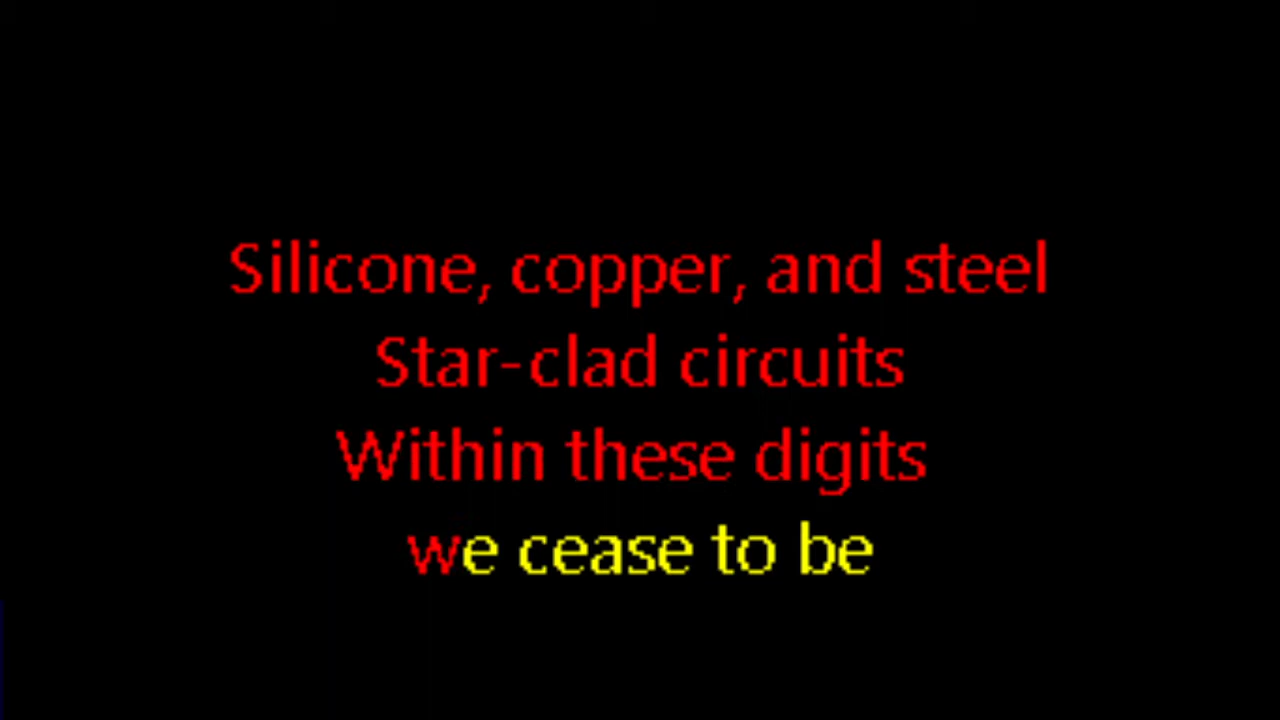 Silicone, copper, and steel
Star-clad circuits
Within these digits
we cease to be